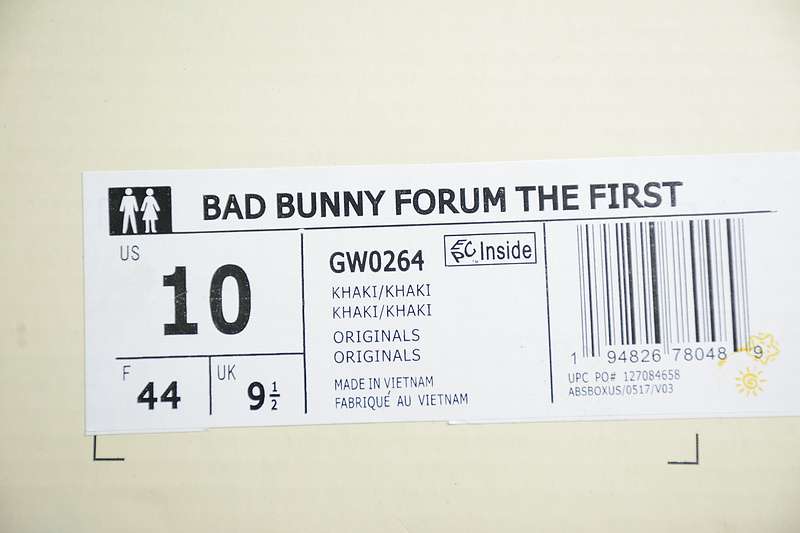 BAD BUNNY FORUM THE FIRST
US
10
F
44
UK
9 1/2
GW0264
EPC Inside
KHAKI/KHAKI
KHAKI/KHAKI
ORIGINALS
ORIGINALS
MADE IN VIETNAM
FABRIQUÉ AU VIETNAM
1 94826 78048 9
UPC PO# 127084658
ABSBOXUS/0517/V03